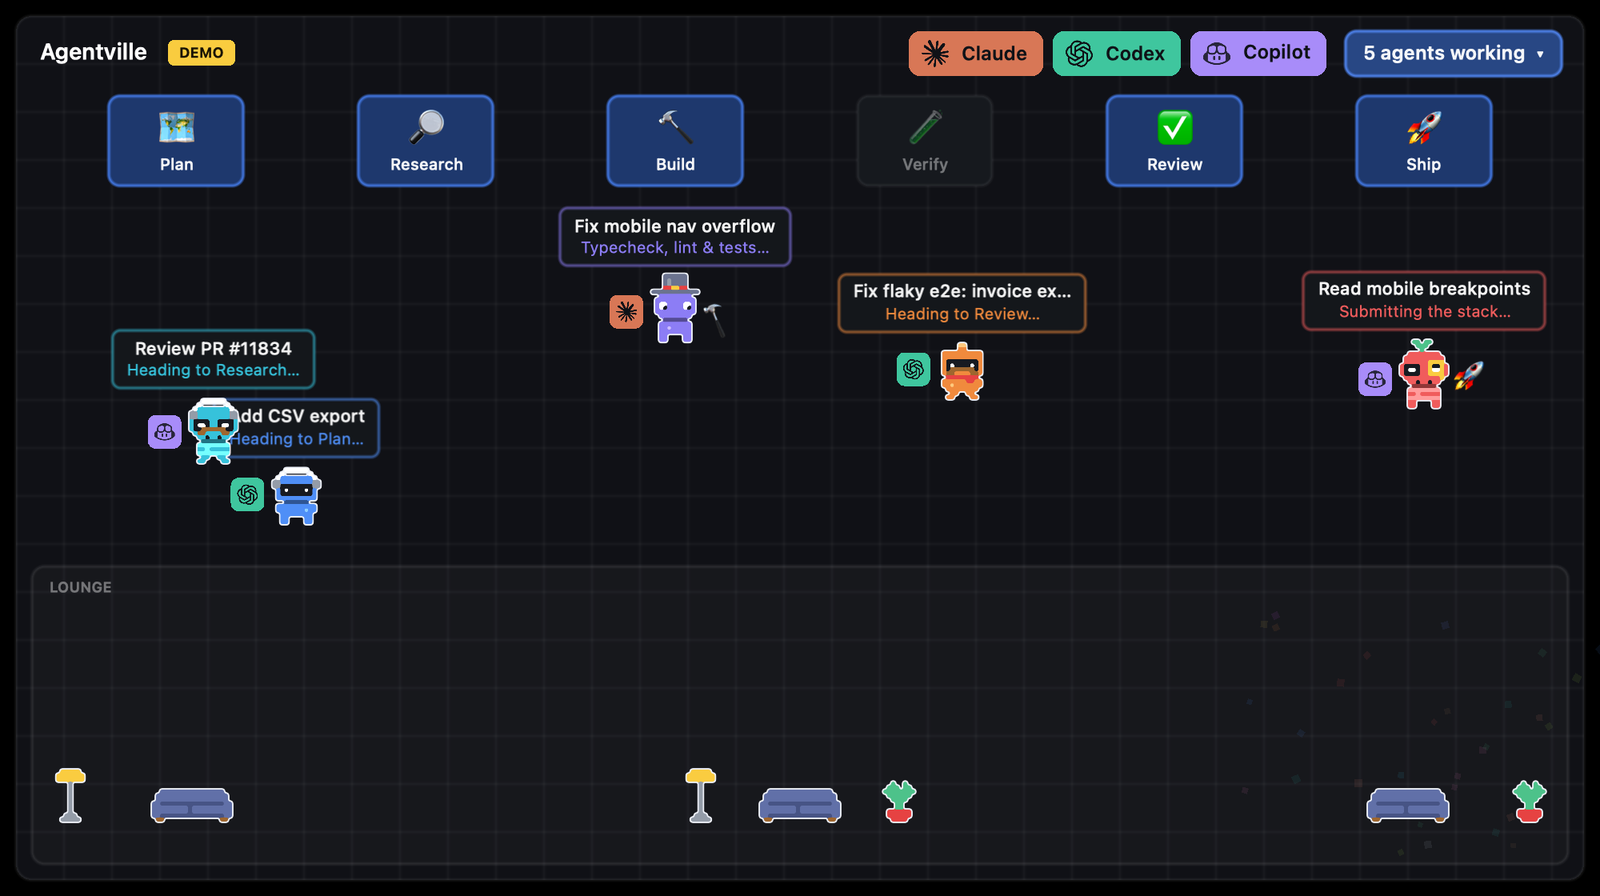 Agentville
DEMO
Claude
Codex
Copilot
5 agents working
Plan
Research
Build
Verify
Review
Ship
Fix mobile nav overflow
Typecheck, lint & tests...
Fix flaky e2e: invoice ex...
Heading to Review...
Read mobile breakpoints
Submitting the stack...
Review PR #11834
Heading to Research...
Add CSV export
Heading to Plan...
LOUNGE